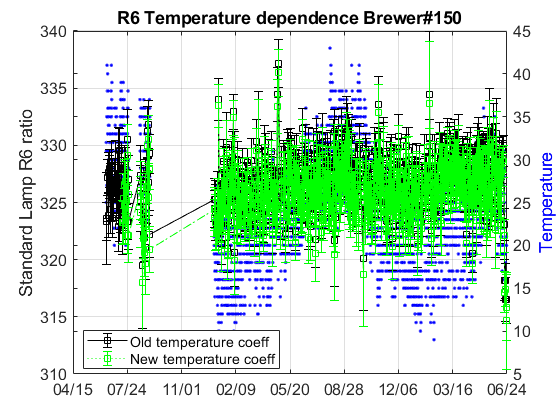 R6 Temperature dependence Brewer#150
340
335
330
325
320
315
310
Standard Lamp R6 ratio
45
40
35
30
25
20
15
10
5
Temperature
Old temperature coeff
New temperature coeff
04/15 07/24 11/01 02/09 05/20 08/28 12/06 03/16 06/24